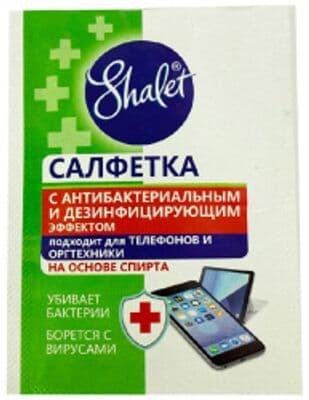 Shalet®
САЛФЕТКА
С АНТИБАКТЕРИАЛЬНЫМ
И ДЕЗИНФИЦИРУЮЩИМ
ЭФФЕКТОМ
подходит для ТЕЛЕФОНОВ И
ОРГТЕХНИКИ
НА ОСНОВЕ СПИРТА
УБИВАЕТ
БАКТЕРИИ
БОРЕТСЯ С
ВИРУСАМИ